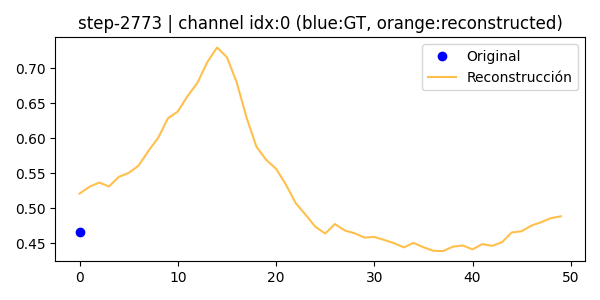 step-2773 | channel idx:0 (blue:GT, orange:reconstructed)
Original
Reconstrucción
0.70
0.65
0.60
0.55
0.50
0.45
0 10 20 30 40 50